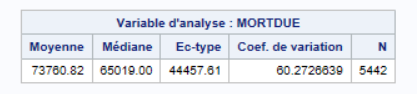 Variable d'analyse : MORTDUE
Moyenne Médiane Ec-type Coef. de variation N
73760.82 65019.00 44457.61 60.2726639 5442